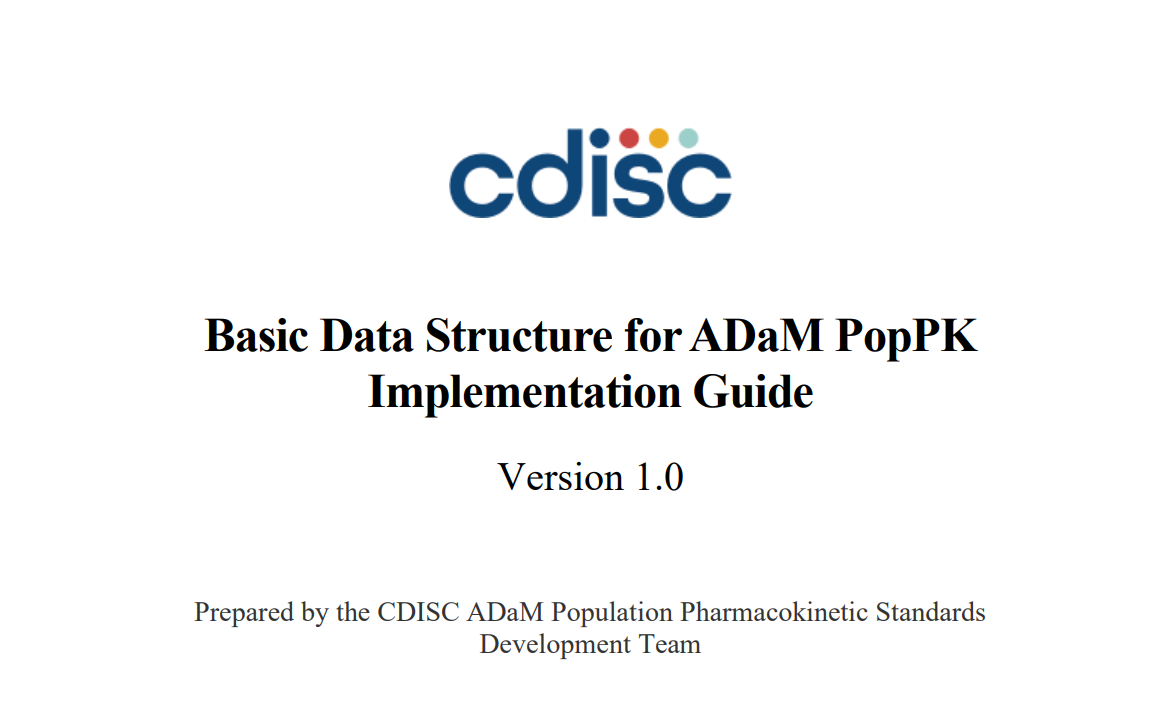 cdisc
Basic Data Structure for ADaM PopPK
Implementation Guide
Version 1.0
Prepared by the CDISC ADaM Population Pharmacokinetic Standards
Development Team